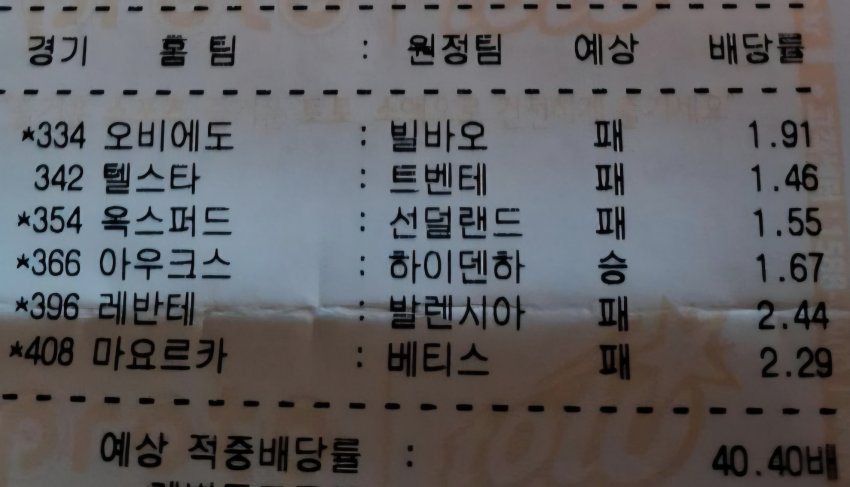 경기 홈 팀 : 원정팀 예상 배당률
*334 오비에도 : 빌바오 패 1.91
342 텔스타 : 트벤테 패 1.46
*354 옥스퍼드 : 선덜랜드 패 1.55
*366 아우크스 : 하이덴하 승 1.67
*396 레반테 : 발렌시아 패 2.44
*408 마요르카 : 베티스 패 2.29
예상 적중배당률 : 40.40배